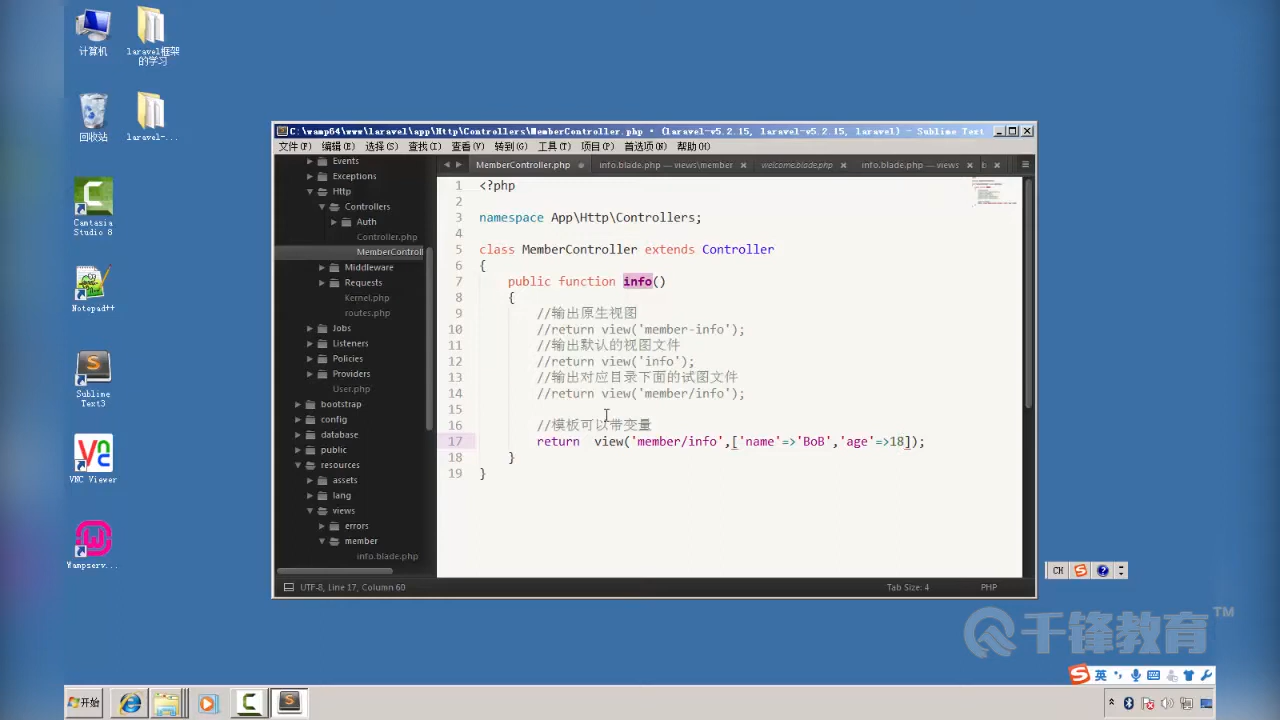 计算机
laravel框架的学习
回收站
laravel-...
Camtasia Studio 8
Notepad++
Sublime Text3
VNC Viewer
Wampserv...
C:\wamp64\www\laravel\app\Http\Controllers\MemberController.php • (laravel-v5.2.15, laravel-v5.2.15, laravel) - Sublime Text
文件(F) 编辑(E) 选择(S) 查找(I) 查看(V) 转到(G) 工具(T) 项目(P) 首选项(N) 帮助(H)
MemberController.php info.blade.php — views\member welcome.blade.php info.blade.php — views b
Events
Exceptions
Http
Controllers
Auth
Controller.php
MemberControll
Middleware
Requests
Kernel.php
routes.php
Jobs
Listeners
Policies
Providers
User.php
bootstrap
config
database
public
resources
assets
lang
views
errors
member
info.blade.php
1 <?php
2
3 namespace App\Http\Controllers;
4
5 class MemberController extends Controller
6 {
7 public function info()
8 {
9 //输出原生视图
10 //return view('member-info');
11 //输出默认的视图文件
12 //return view('info');
13 //输出对应目录下面的试图文件
14 //return view('member/info');
15
16 //模板可以带变量
17 return view('member/info',['name'=>'BoB','age'=>18]);
18 }
19 }
UTF-8, Line 17, Column 60 Tab Size: 4 PHP
CH
千锋教育™
英
开始